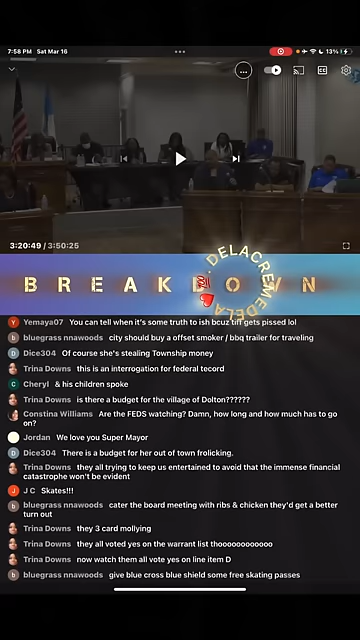 7:58 PM Sat Mar 16
13%
CC
3:20:49 / 3:50:25
BREAKDOWN
DELACREMEDELA
Yemaya07 You can tell when it's some truth to ish bcuz tiff gets pissed lol
bluegrass nnawoods city should buy a offset smoker / bbq trailer for traveling
Dice304 Of course she's stealing Township money
Trina Downs this is an interrogation for federal tecord
Cheryl & his children spoke
Trina Downs is there a budget for the village of Dolton??????
Constina Williams Are the FEDS watching? Damn, how long and how much has to go
on?
Jordan We love you Super Mayor
Dice304 There is a budget for her out of town frolicking.
Trina Downs they all trying to keep us entertained to avoid that the immense financial
catastrophe won't be evident
J C Skates!!!
bluegrass nnawoods cater the board meeting with ribs & chicken they'd get a better
turn out
Trina Downs they 3 card mollying
Trina Downs they all voted yes on the warrant list thooooooooooo
Trina Downs now watch them all vote yes on line item D
bluegrass nnawoods give blue cross blue shield some free skating passes